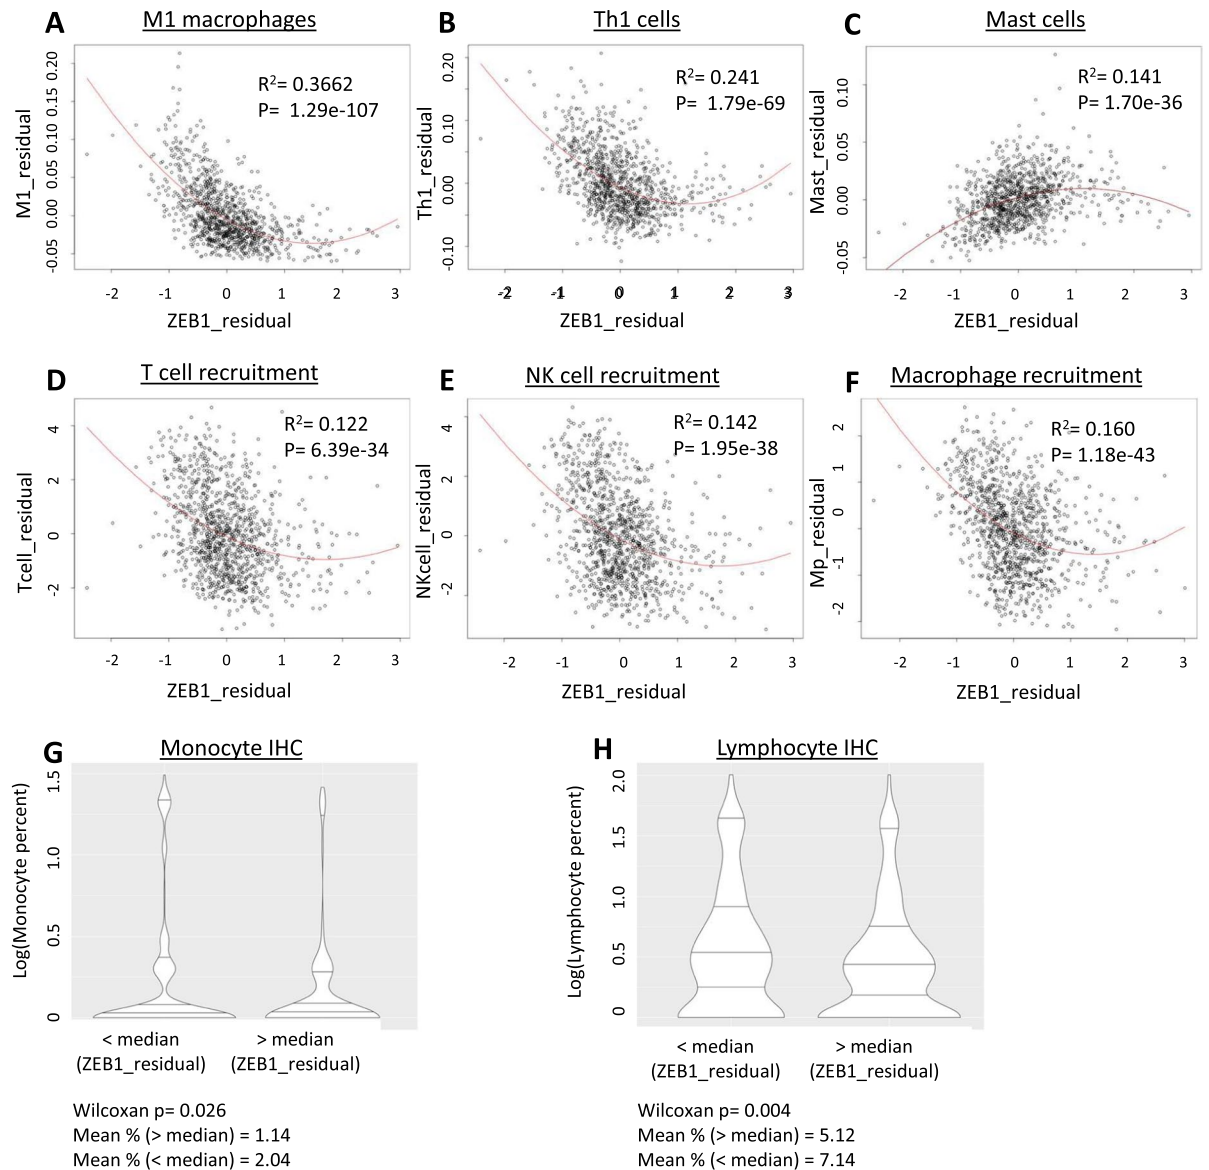 A M1 macrophages
R2= 0.3662
P= 1.29e-107
M1_residual
-0.05 0.00 0.05 0.10 0.15 0.20
-2 -1 0 1 2 3
ZEB1_residual
B Th1 cells
R2= 0.241
P= 1.79e-69
Th1_residual
-0.10 0.00 0.10 0.20
-2 -1 0 1 2 3
ZEB1_residual
C Mast cells
R2= 0.141
P= 1.70e-36
Mast_residual
-0.05 0.00 0.05 0.10
-2 -1 0 1 2 3
ZEB1_residual
D T cell recruitment
R2= 0.122
P= 6.39e-34
Tcell_residual
-2 0 2 4
-2 -1 0 1 2 3
ZEB1_residual
E NK cell recruitment
R2= 0.142
P= 1.95e-38
NKcell_residual
-2 0 2 4
-2 -1 0 1 2 3
ZEB1_residual
F Macrophage recruitment
R2= 0.160
P= 1.18e-43
Mp_residual
-2 -1 0 1 2
-2 -1 0 1 2 3
ZEB1_residual
G Monocyte IHC
Log(Monocyte percent)
0 0.5 1.0 1.5
< median
(ZEB1_residual)
> median
(ZEB1_residual)
Wilcoxan p= 0.026
Mean % (> median) = 1.14
Mean % (< median) = 2.04
H Lymphocyte IHC
Log(Lymphocyte percent)
0 0.5 1.0 1.5 2.0
< median
(ZEB1_residual)
> median
(ZEB1_residual)
Wilcoxan p= 0.004
Mean % (> median) = 5.12
Mean % (< median) = 7.14